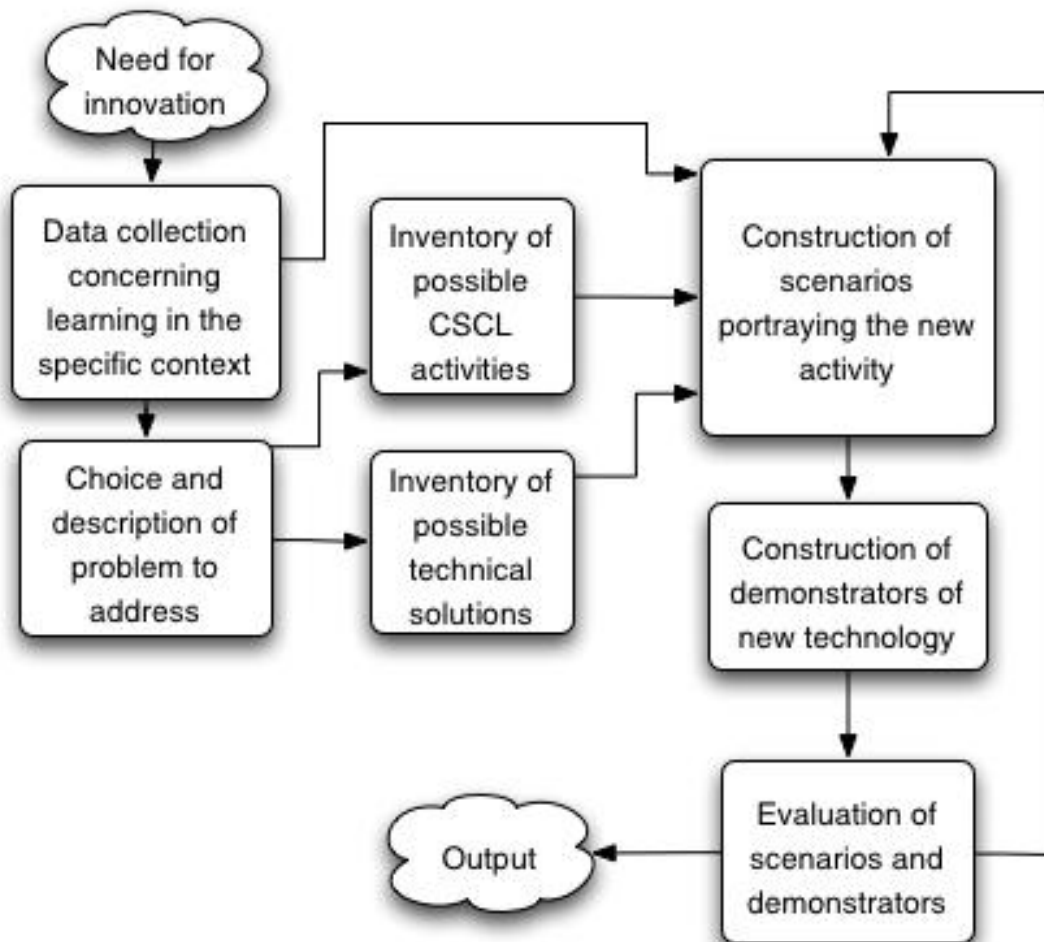 Need for
innovation
Data collection
concerning
learning in the
specific context
Choice and
description of
problem to
address
Inventory of
possible
CSCL
activities
Inventory of
possible
technical
solutions
Construction of
scenarios
portraying the new
activity
Construction of
demonstrators of
new technology
Evaluation of
scenarios and
demonstrators
Output